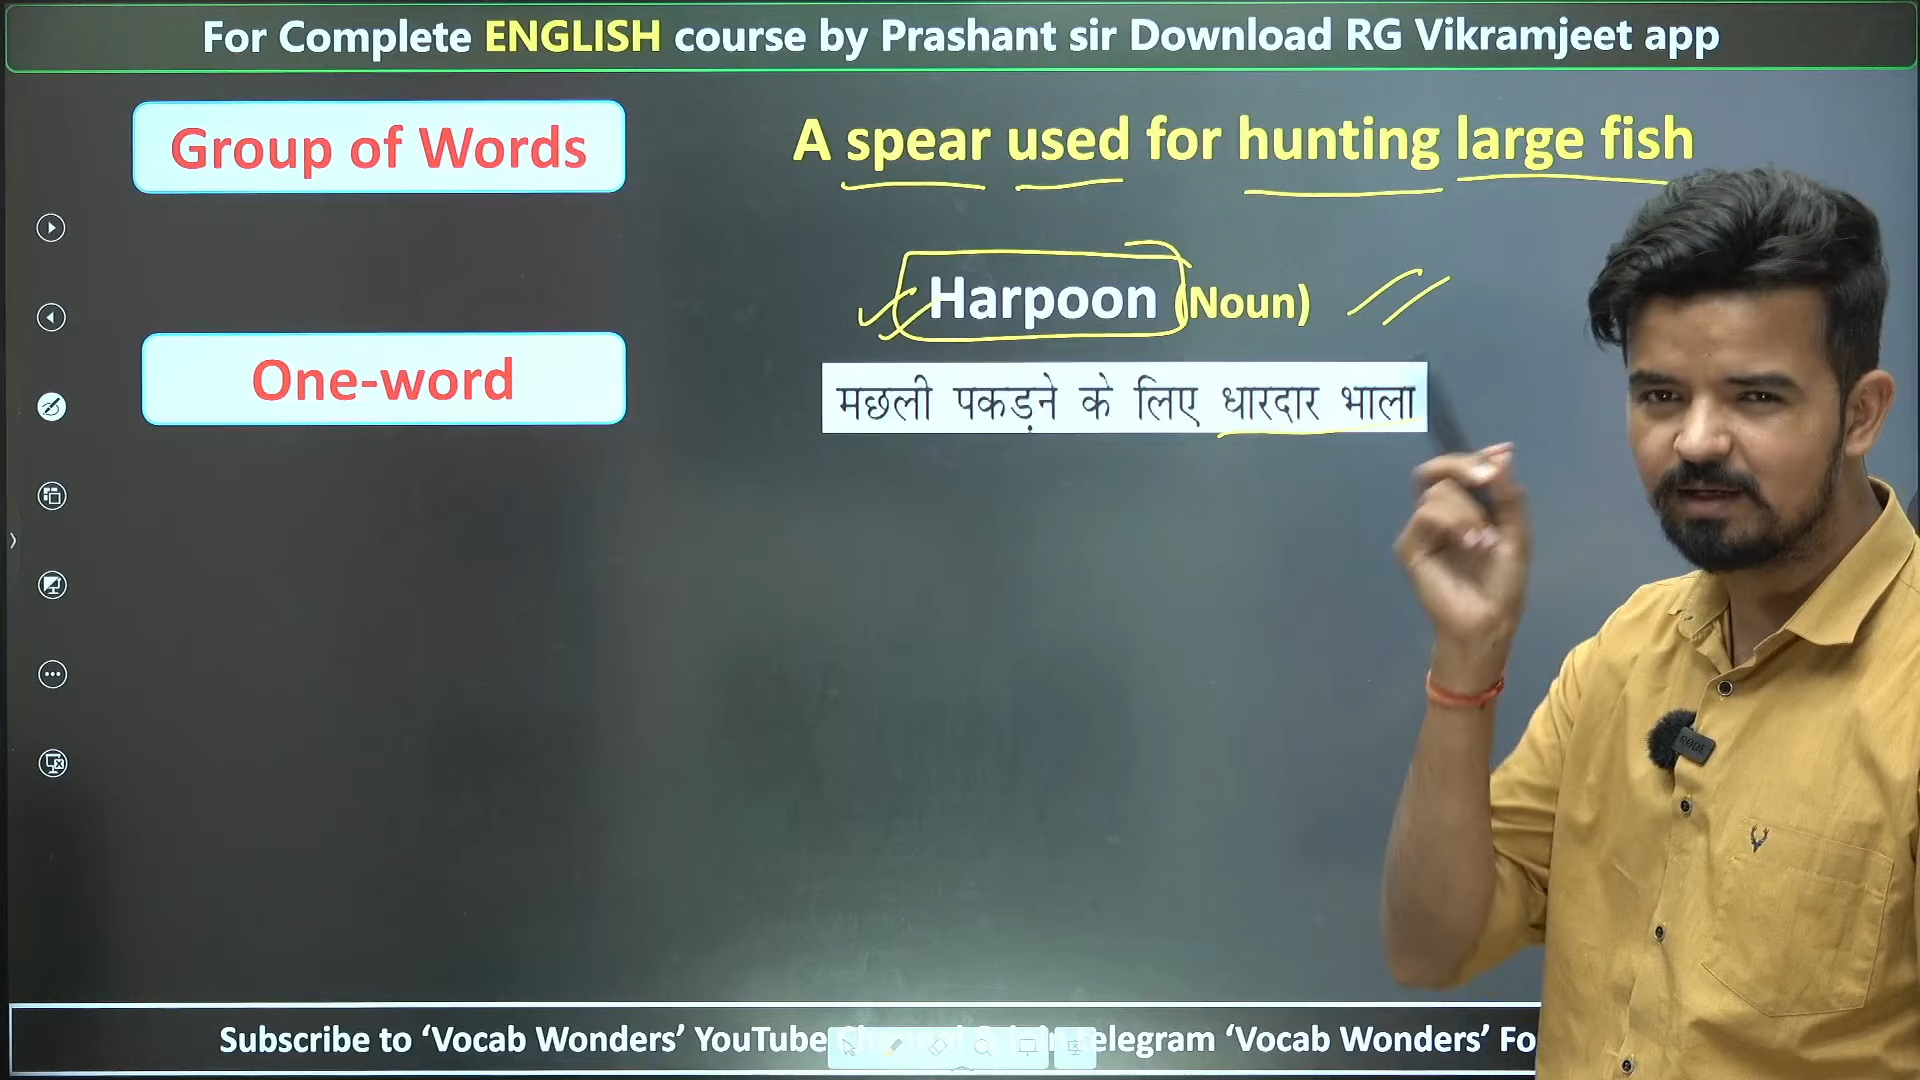 For Complete ENGLISH course by Prashant sir Download RG Vikramjeet app
Group of Words
A spear used for hunting large fish
Harpoon (Noun)
One-word
मछली पकड़ने के लिए धारदार भाला
RØDE
Subscribe to ‘Vocab Wonders’ YouTube elegram ‘Vocab Wonders’ Fo